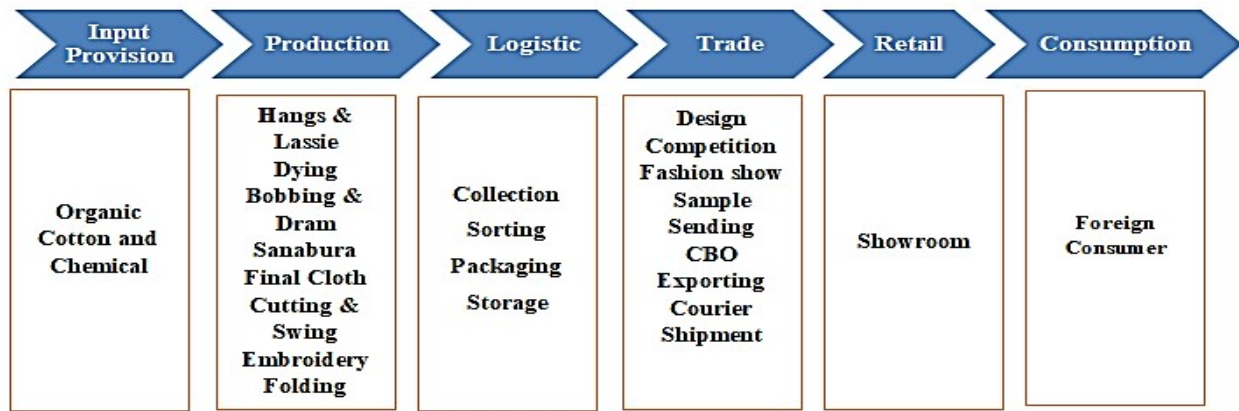 Input
Provision
Production
Logistic
Trade
Retail
Consumption
Organic
Cotton and
Chemical
Hangs &
Lassie
Dying
Bobbing &
Dram
Sanabura
Final Cloth
Cutting &
Swing
Embroidery
Folding
Collection
Sorting
Packaging
Storage
Design
Competition
Fashion show
Sample
Sending
CBO
Exporting
Courier
Shipment
Showroom
Foreign
Consumer